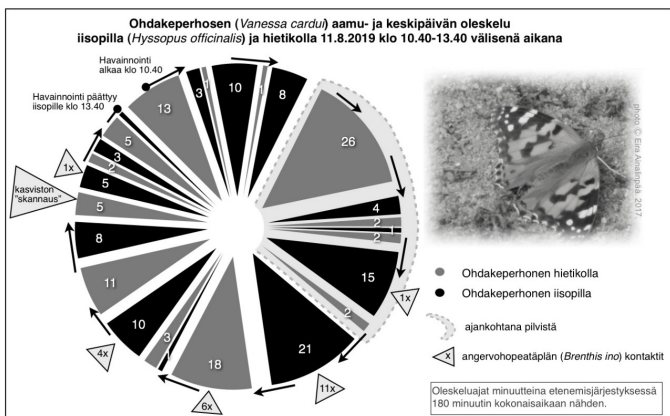 Ohdakeperhosen (Vanessa cardui) aamu- ja keskipäivän oleskelu
iisopilla (Hyssopus officinalis) ja hietikolla 11.8.2019 klo 10.40-13.40 välisenä aikana
Havainnointi
alkaa klo 10.40
Havainnointi päättyy
iisopille klo 13.40
13
3
1
10
1
8
26
4
2
1
2
15
2
21
18
1
3
10
11
8
5
5
2
3
5
1x
kasviston
"skannaus"
4x
6x
11x
1x
photo © Eira Ainalinpää. 2017
Ohdakeperhonen hietikolla
Ohdakeperhonen iisopilla
ajankohtana pilvistä
x angervohopeatäplän (Brenthis ino) kontaktit
Oleskeluajat minuutteina etenemisjärjestyksessä
180 minuutin kokonaisaikaan nähden.